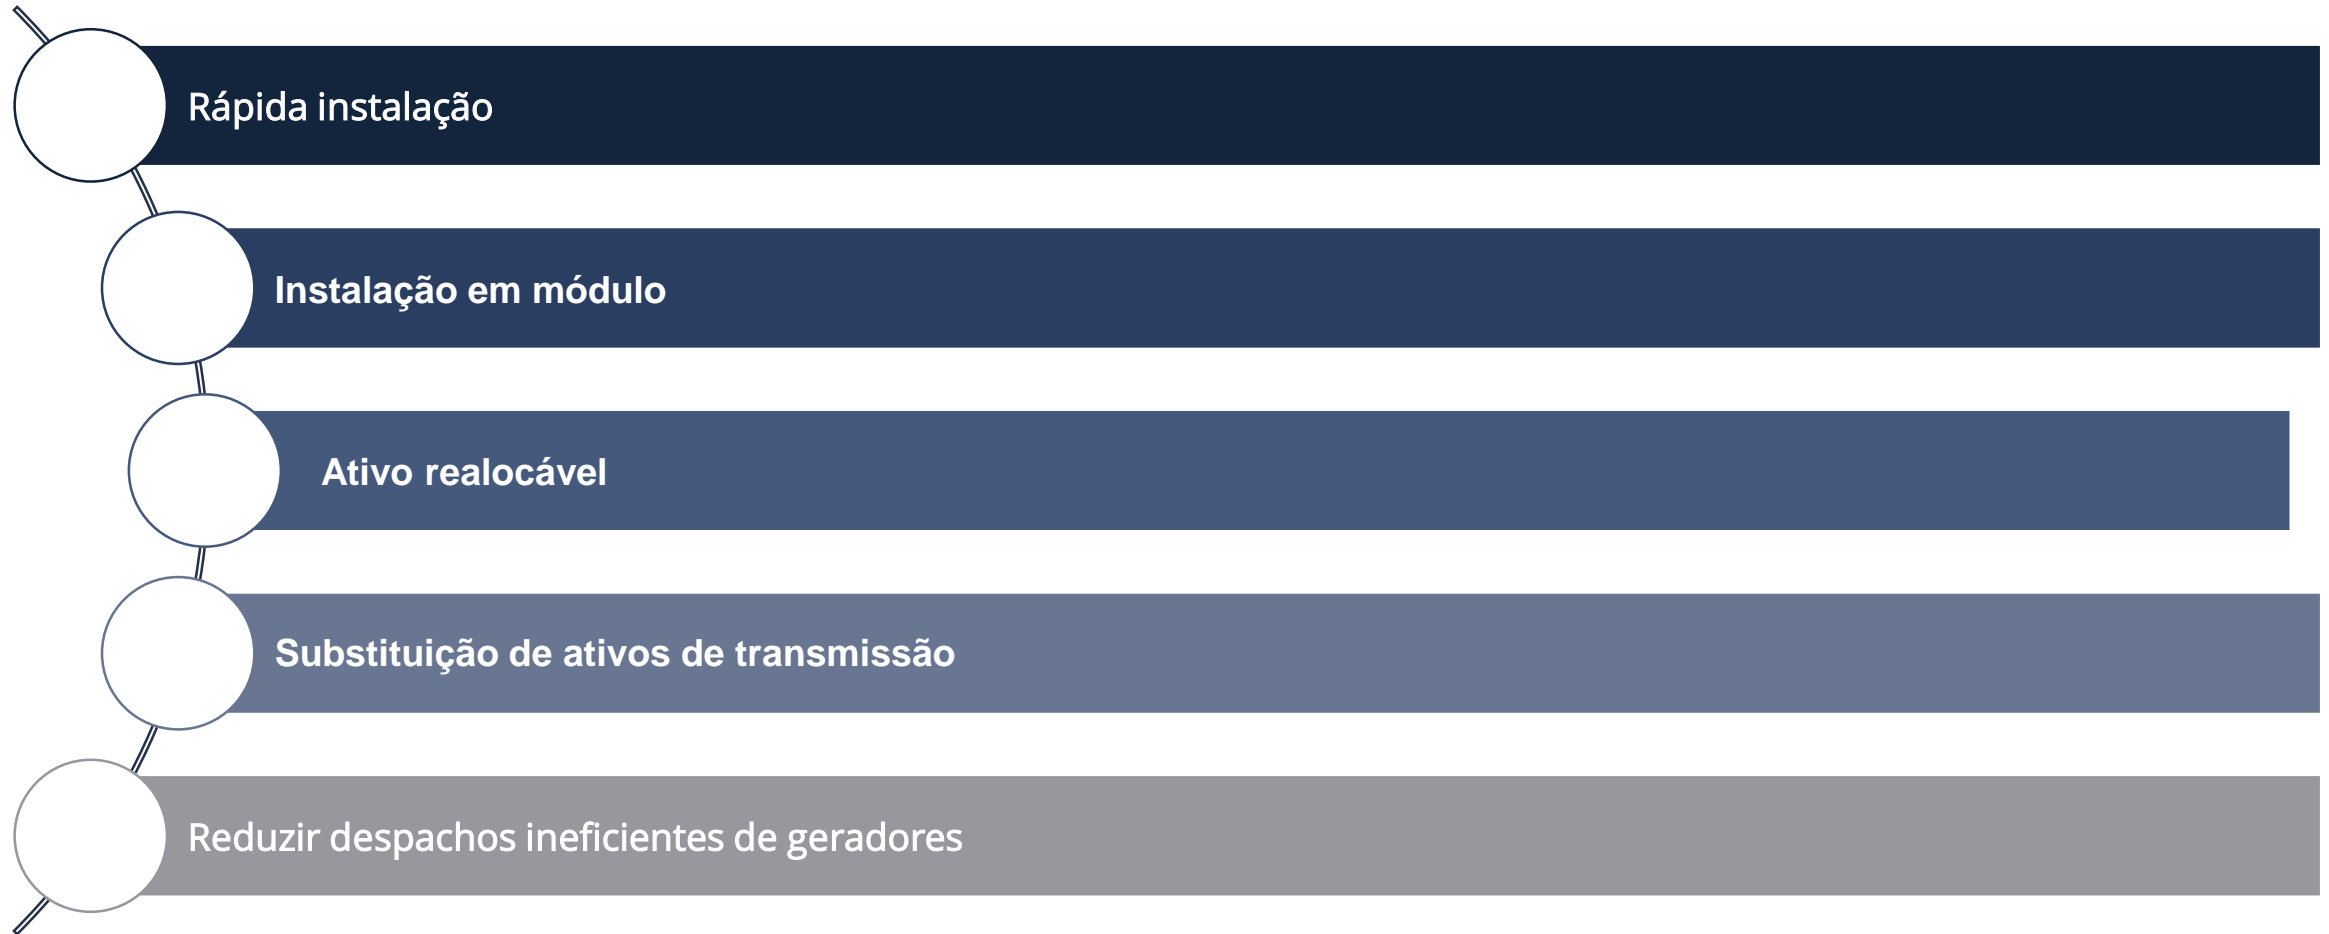 Rápida instalação
Instalação em módulo
Ativo realocável
Substituição de ativos de transmissão
Reduzir despachos ineficientes de geradores